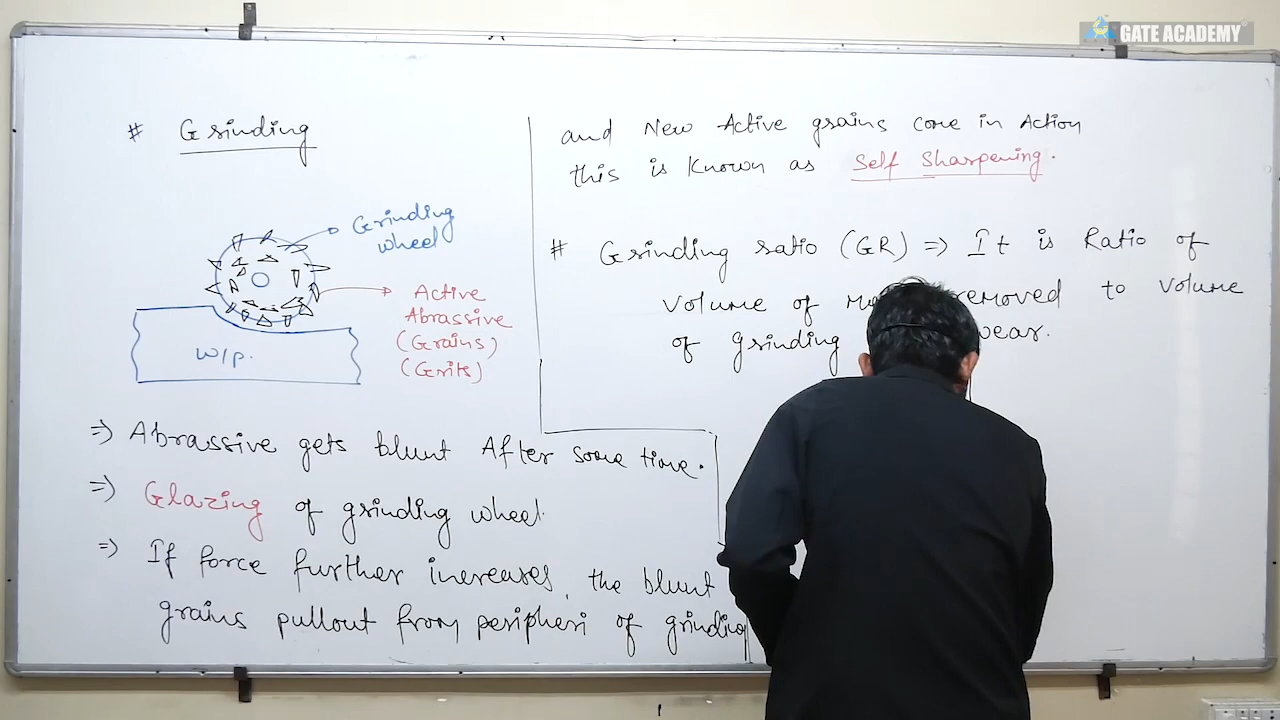 GATE ACADEMY
# Grinding
Grinding
wheel
Active
Abrassive
(Grains)
(Grits)
W/p.
⇒ Abrassive gets blunt After some time.
⇒ Glazing of grinding wheel.
⇒ If force further increases, the blunt
grains pullout from peripheri of grinding
and New Active grains come in Action
this is known as Self Sharpening.
# Grinding ratio (GR) ⇒ It is Ratio of
volume of removed to volume
of grinding wear.